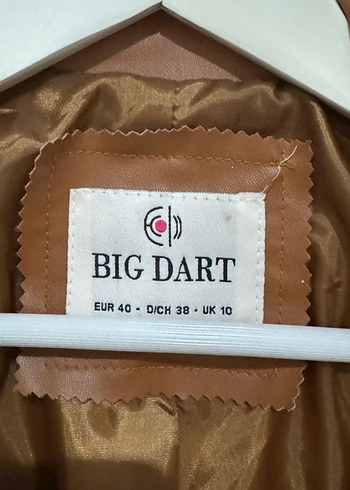 BIG DART
EUR 40 - D/CH 38 - UK 10